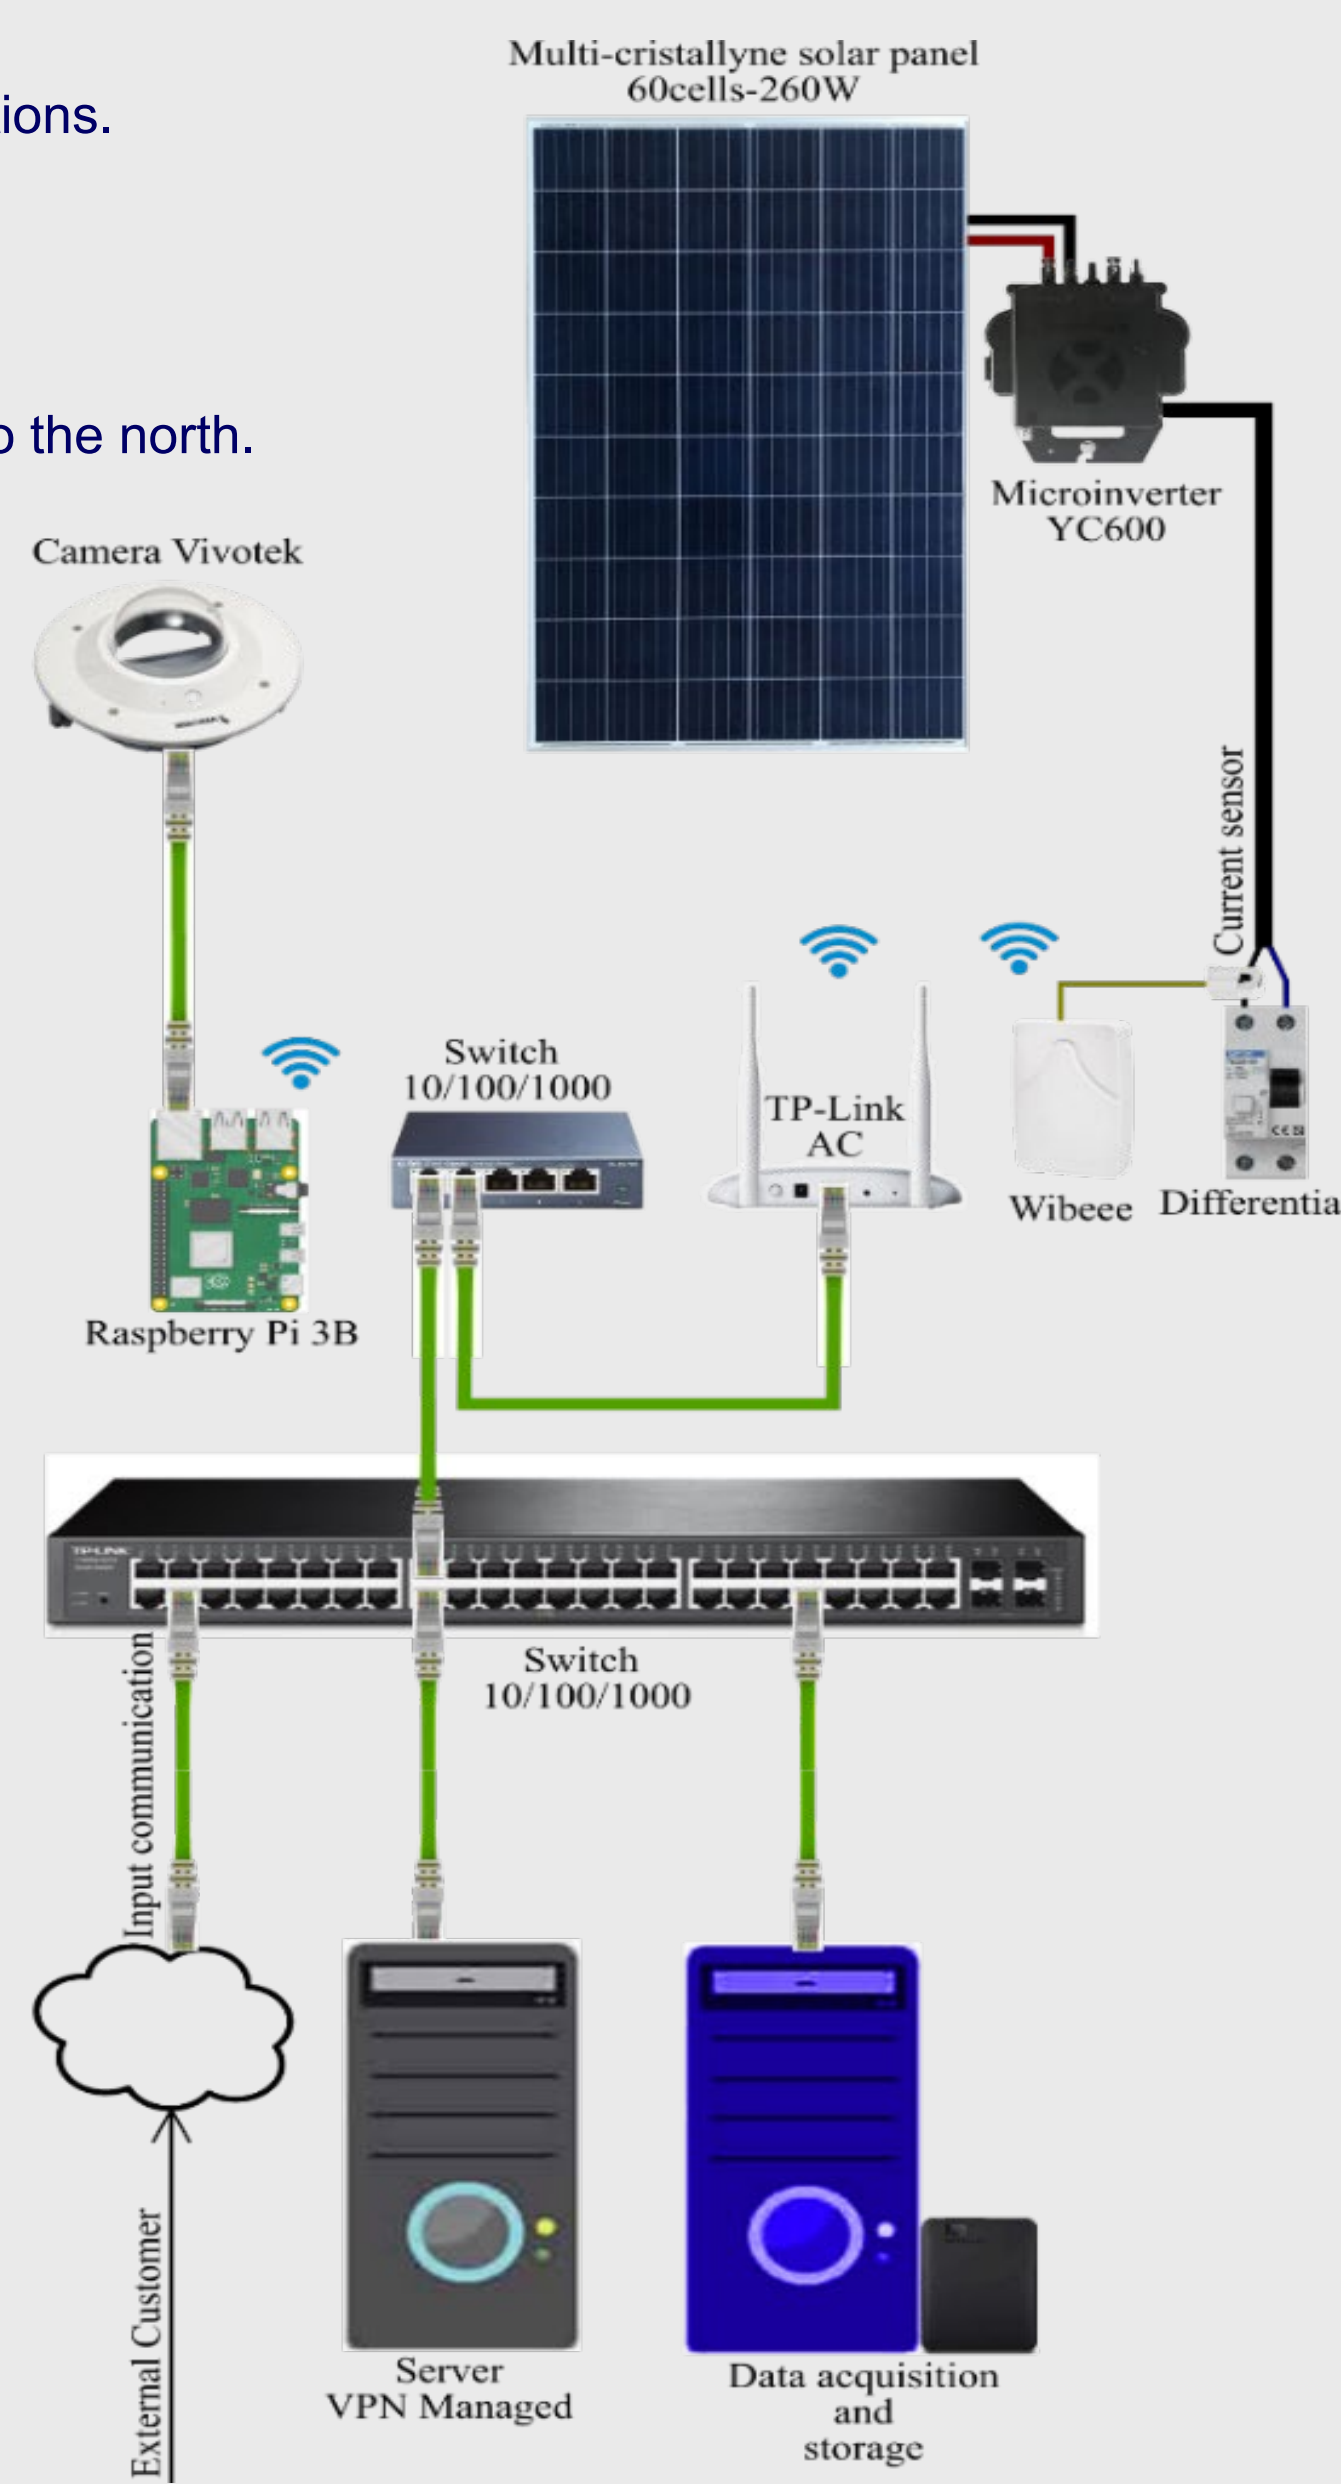 Multi-cristallyne solar panel
60cells-260W
ions.
o the north.
Microinverter
YC600
Camera Vivotek
Current sensor
Switch
10/100/1000
TP-Link
AC
Wibeee
Differentia
Raspberry Pi 3B
TP-LINK
Switch
10/100/1000
Input communication
External Customer
Server
VPN Managed
Data acquisition
and
storage